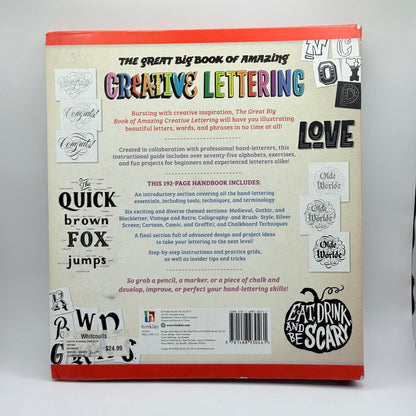 THE GREAT BIG BOOK OF AMAZING
CREATIVE LETTERING
Bursting with creative inspiration, The Great Big
Book of Amazing Creative Lettering will have you illustrating
beautiful letters, words, and phrases in no time at all!
Created in collaboration with professional hand-letterers, this
instructional guide includes over seventy-five alphabets, exercises,
and fun projects for beginners and experienced letterers alike!
THIS 192-PAGE HANDBOOK INCLUDES:
An introductory section covering all the hand-lettering
essentials, including tools, techniques, and terminology
Six exciting and diverse themed sections: Medieval, Gothic, and
Blackletter; Vintage and Retro; Calligraphy and Brush-Style; Silver
Screen; Cartoon, Comic, and Graffiti; and Chalkboard Techniques
A final section full of advanced design and project ideas
to take your lettering to the next level!
Step-by-step instructions and practice grids,
as well as insider tips and tricks
So grab a pencil, a marker, or a piece of chalk and
develop, improve, or perfect your hand-lettering skills!
Congrats!
Congrats!
Congrats!
The
QUICK
brown
FOX
jumps
LOVE
Olde
Worlde
Olde
Worlde
Olde
Worlde
EAT, DRINK
AND
BE
SCARY
Whitcoulls
$24.99
hinkler
www.hinkler.com